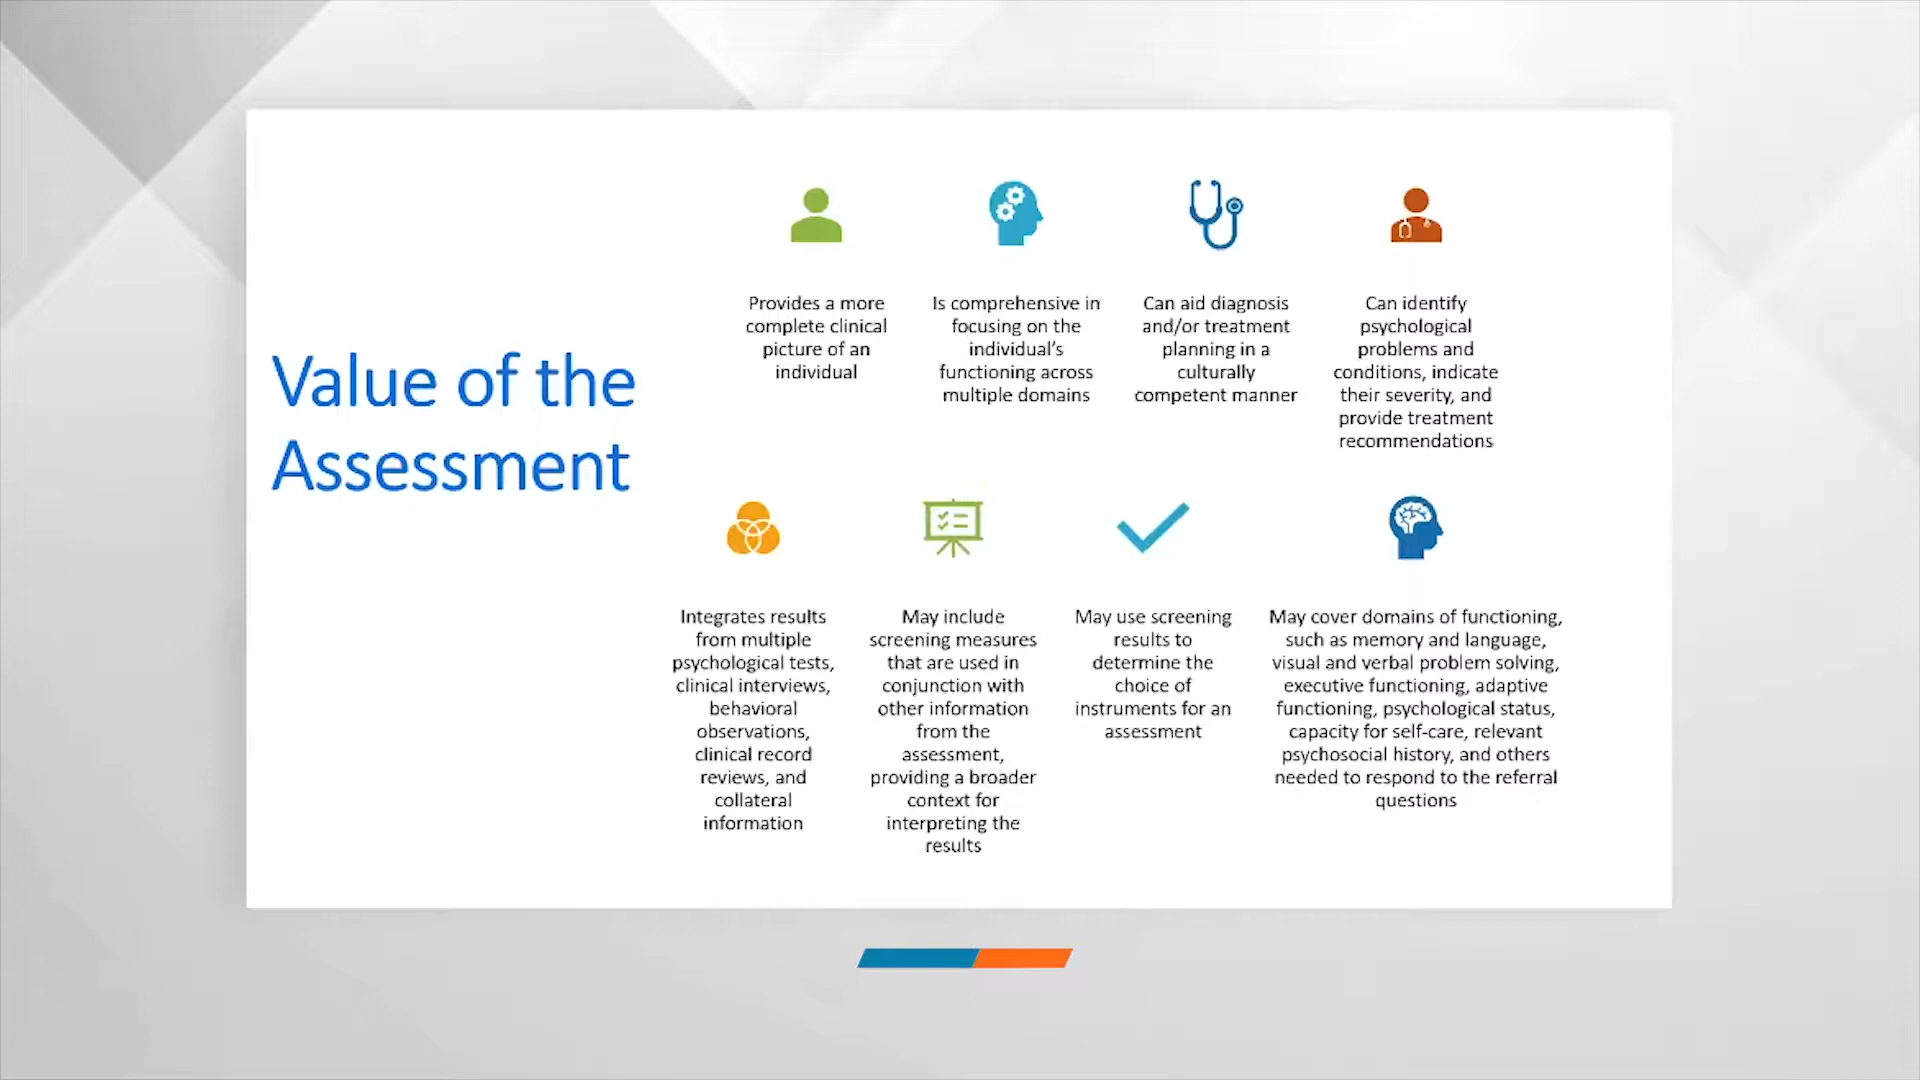 Value of the
Assessment
Provides a more
complete clinical
picture of an
individual
Is comprehensive in
focusing on the
individual's
functioning across
multiple domains
Can aid diagnosis
and/or treatment
planning in a
culturally
competent manner
Can identify
psychological
problems and
conditions, indicate
their severity, and
provide treatment
recommendations
Integrates results
from multiple
psychological tests,
clinical interviews,
behavioral
observations,
clinical record
reviews, and
collateral
information
May include
screening measures
that are used in
conjunction with
other information
from the
assessment,
providing a broader
context for
interpreting the
results
May use screening
results to
determine the
choice of
instruments for an
assessment
May cover domains of functioning,
such as memory and language,
visual and verbal problem solving,
executive functioning, adaptive
functioning, psychological status,
capacity for self-care, relevant
psychosocial history, and others
needed to respond to the referral
questions